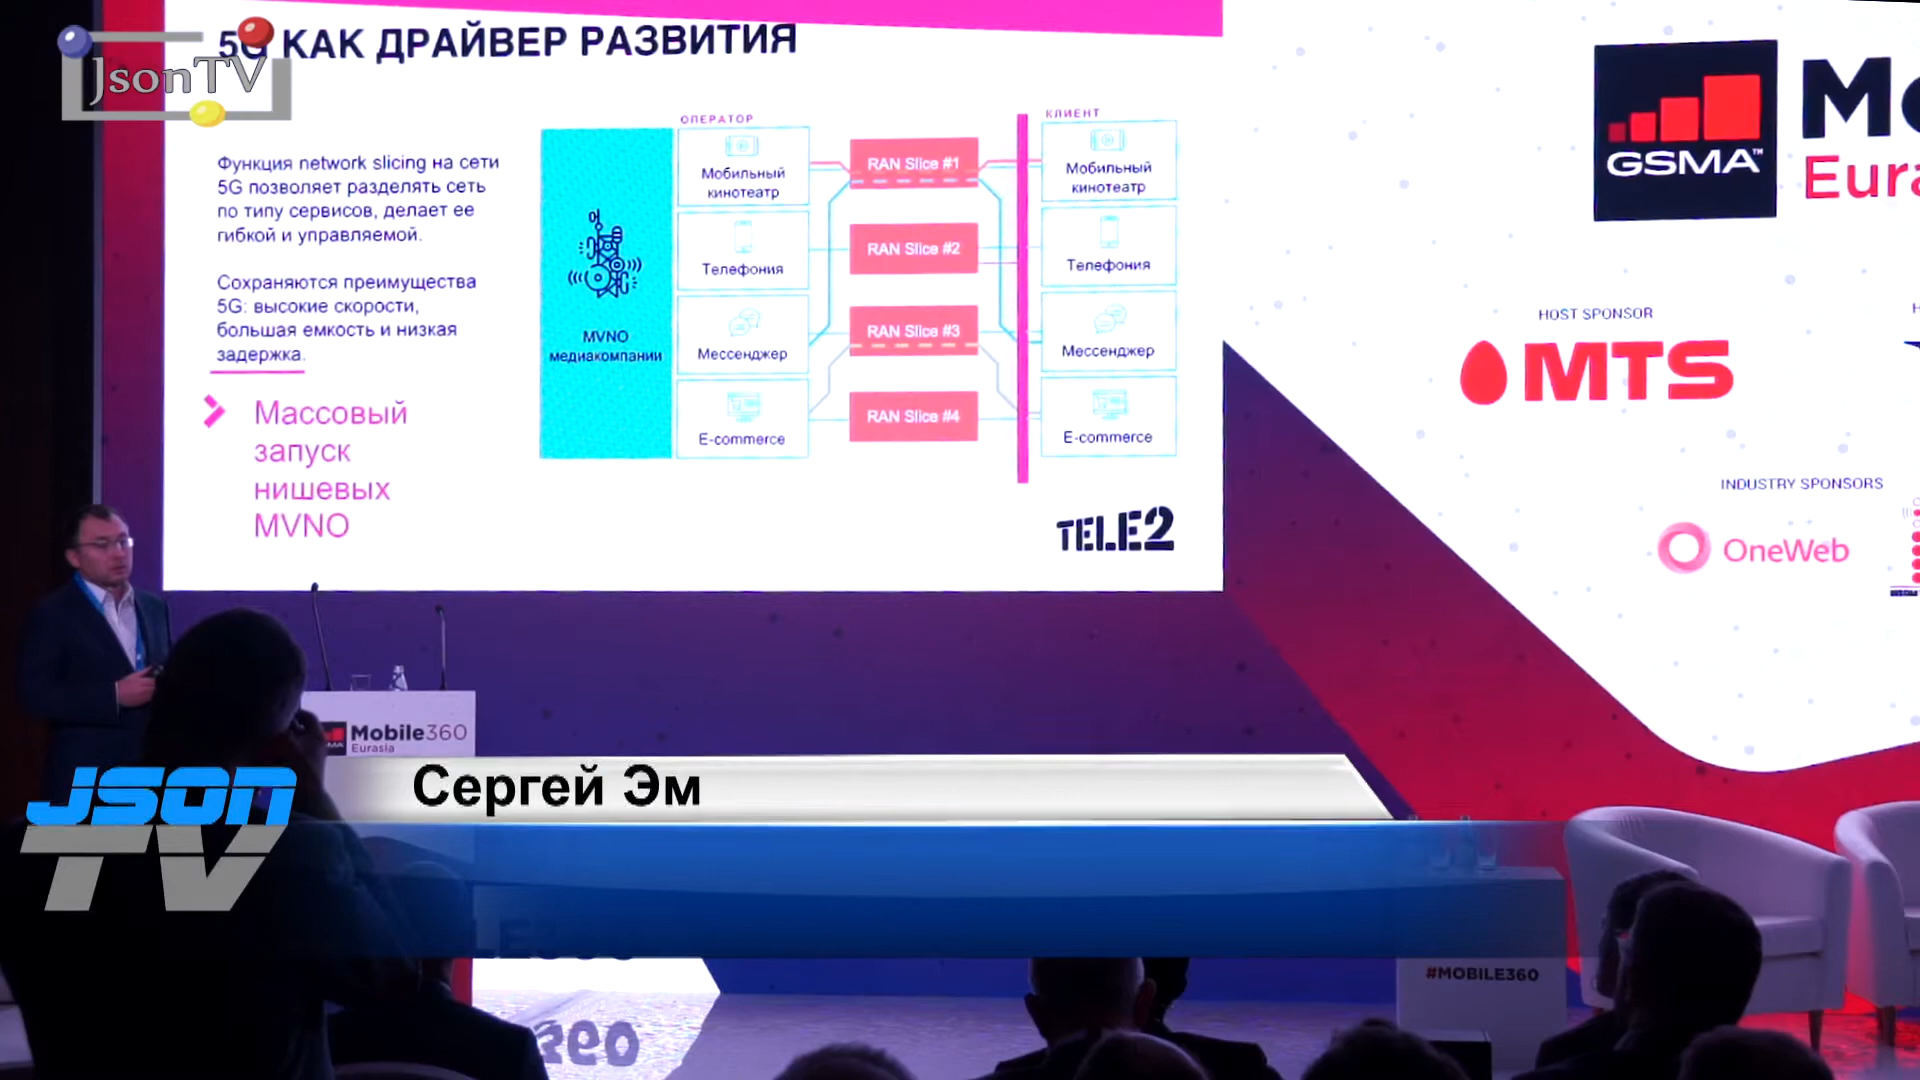 5G КАК ДРАЙВЕР РАЗВИТИЯ
JsonTV
Функция network slicing на сети
5G позволяет разделять сеть
по типу сервисов, делает ее
гибкой и управляемой.
Сохраняются преимущества
5G: высокие скорости,
большая емкость и низкая
задержка.
Массовый
запуск
нишевых
MVNO
MVNO
медиакомпании
ОПЕРАТОР
Мобильный
кинотеатр
Телефония
Мессенджер
E-commerce
RAN Slice #1
RAN Slice #2
RAN Slice #3
RAN Slice #4
КЛИЕНТ
Мобильный
кинотеатр
Телефония
Мессенджер
E-commerce
TELE2
GSMA™
HOST SPONSOR
MTS
INDUSTRY SPONSORS
OneWeb
Mobile360
Eurasia
Сергей Эм
JSON
TV
#MOBILE360